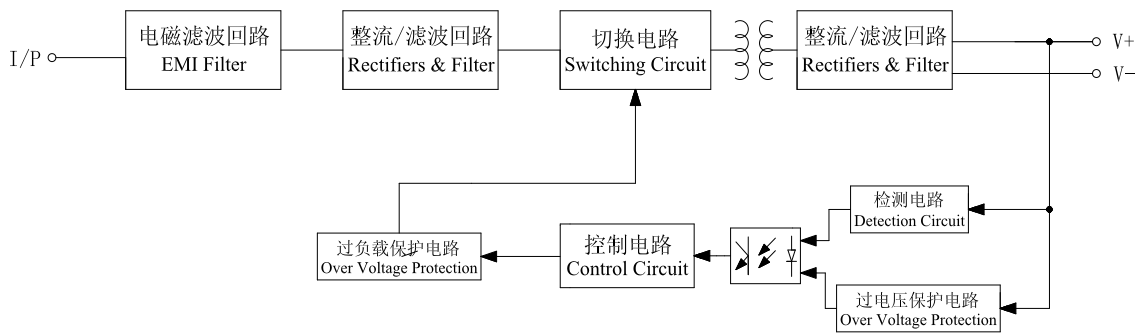 I/P
电磁滤波回路
EMI Filter
整流/滤波回路
Rectifiers & Filter
切换电路
Switching Circuit
整流/滤波回路
Rectifiers & Filter
V+
V-
检测电路
Detection Circuit
过负载保护电路
Over Voltage Protection
控制电路
Control Circuit
过电压保护电路
Over Voltage Protection